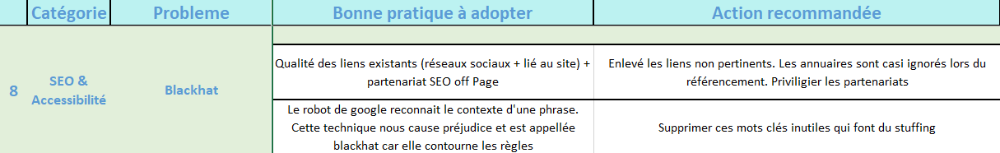 Catégorie Probleme Bonne pratique à adopter Action recommandée
8 SEO & Accessibilité Blackhat
Qualité des liens existants (réseaux sociaux + lié au site) +
partenariat SEO off Page
Enlevé les liens non pertinents. Les annuaires sont casi ignorés lors du
référencement. Priviligier les partenariats
Le robot de google reconnait le contexte d'une phrase.
Cette technique nous cause préjudice et est appellée
blackhat car elle contourne les règles
Supprimer ces mots clés inutiles qui font du stuffing